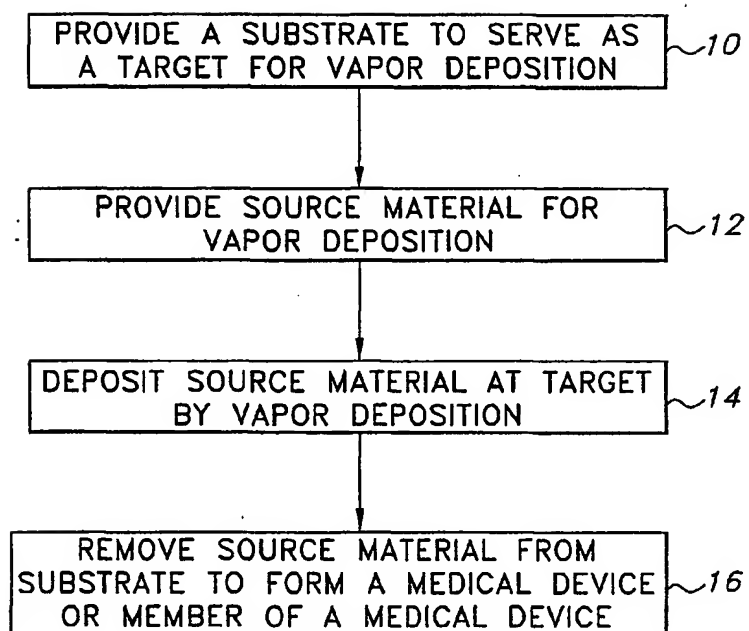 PROVIDE A SUBSTRATE TO SERVE AS
A TARGET FOR VAPOR DEPOSITION
10
PROVIDE SOURCE MATERIAL FOR
VAPOR DEPOSITION
12
DEPOSIT SOURCE MATERIAL AT TARGET
BY VAPOR DEPOSITION
14
REMOVE SOURCE MATERIAL FROM
SUBSTRATE TO FORM A MEDICAL DEVICE
OR MEMBER OF A MEDICAL DEVICE
16